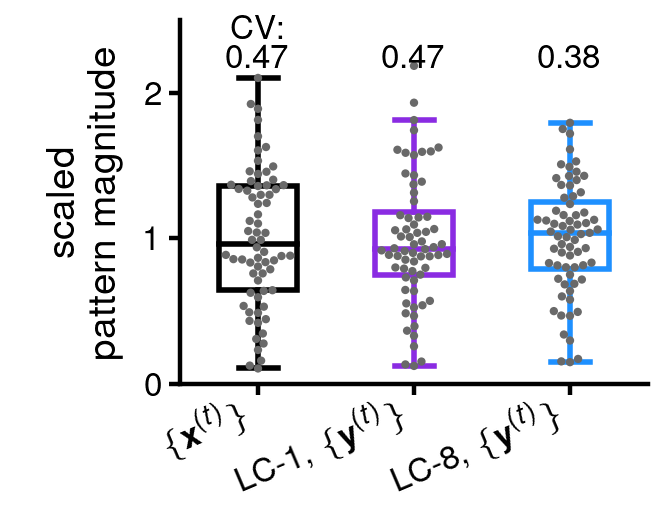 CV:
0.47 0.47 0.38
scaled
pattern magnitude
2
1
0
{x^(t)}
LC-1, {y^(t)}
LC-8, {y^(t)}